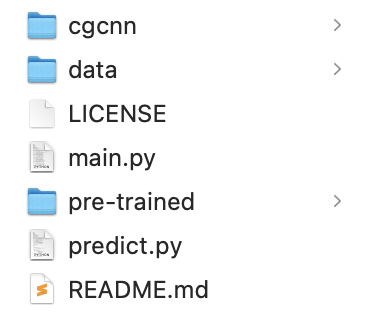 cgcnn
data
LICENSE
main.py
pre-trained
predict.py
README.md